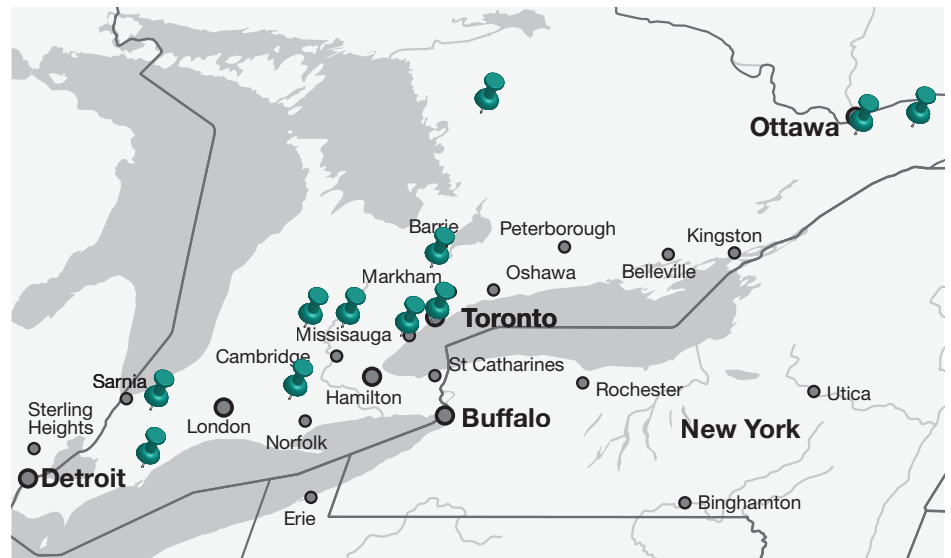 Ottawa
Barrie
Peterborough
Kingston
Belleville
Markham
Oshawa
Toronto
Missisauga
Cambridge
St Catharines
Sarnia
Hamilton
Rochester
Utica
Sterling
Heights
London
Norfolk
Buffalo
New York
Detroit
Erie
Binghamton